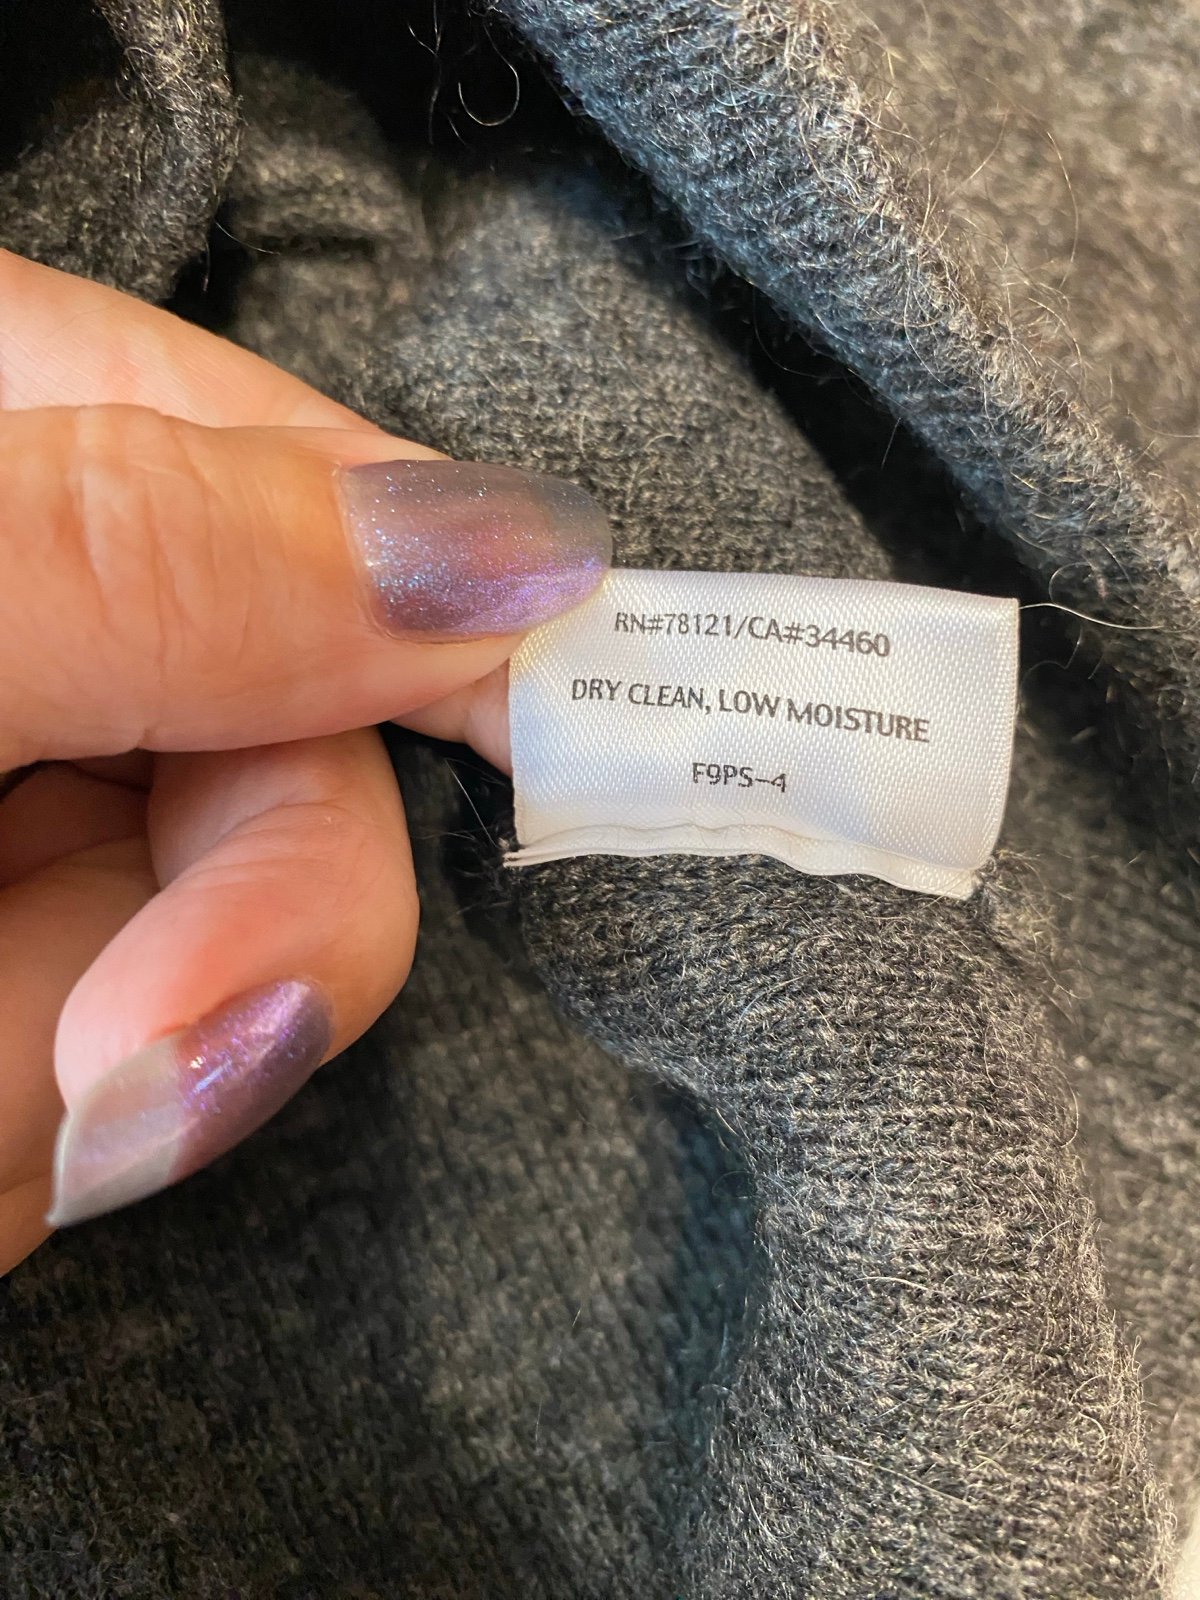 RN#78121/CA#34460
DRY CLEAN, LOW MOISTURE
F9PS-4